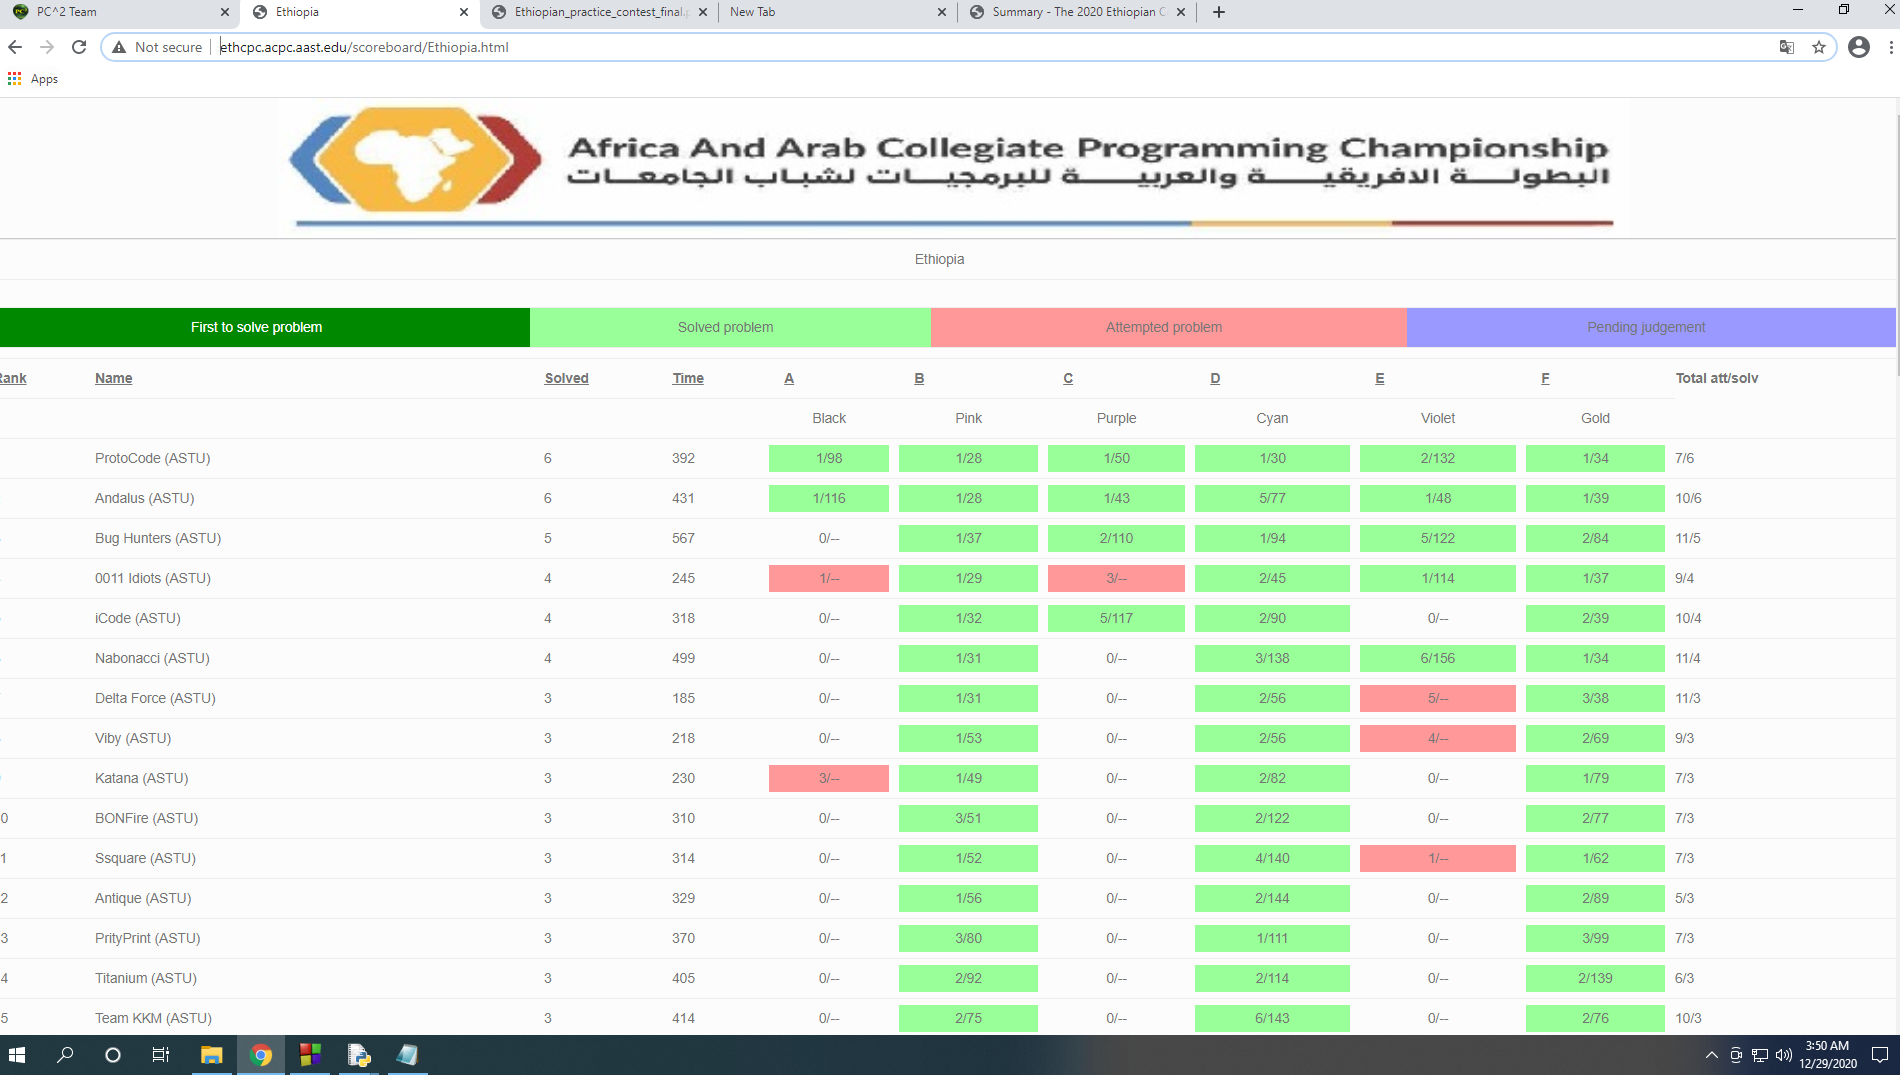 PC^2 Team
Ethiopia
Ethiopian_practice_contest_final.p
New Tab
Summary - The 2020 Ethiopian C
Not secure
ethcpc.acpc.aast.edu/scoreboard/Ethiopia.html
Apps
Africa And Arab Collegiate Programming Championship
البطولة الافريقية والعربية للبرمجيات لشباب الجامعات
Ethiopia
First to solve problem Solved problem Attempted problem Pending judgement
Rank Name Solved Time A B C D E F Total att/solv
Black Pink Purple Cyan Violet Gold
ProtoCode (ASTU) 6 392 1/98 1/28 1/50 1/30 2/132 1/34 7/6
Andalus (ASTU) 6 431 1/116 1/28 1/43 5/77 1/48 1/39 10/6
Bug Hunters (ASTU) 5 567 0/-- 1/37 2/110 1/94 5/122 2/84 11/5
0011 Idiots (ASTU) 4 245 1/-- 1/29 3/-- 2/45 1/114 1/37 9/4
iCode (ASTU) 4 318 0/-- 1/32 5/117 2/90 0/-- 2/39 10/4
Nabonacci (ASTU) 4 499 0/-- 1/31 0/-- 3/138 6/156 1/34 11/4
Delta Force (ASTU) 3 185 0/-- 1/31 0/-- 2/56 5/-- 3/38 11/3
Viby (ASTU) 3 218 0/-- 1/53 0/-- 2/56 4/-- 2/69 9/3
Katana (ASTU) 3 230 3/-- 1/49 0/-- 2/82 0/-- 1/79 7/3
0 BONFire (ASTU) 3 310 0/-- 3/51 0/-- 2/122 0/-- 2/77 7/3
1 Ssquare (ASTU) 3 314 0/-- 1/52 0/-- 4/140 1/-- 1/62 7/3
2 Antique (ASTU) 3 329 0/-- 1/56 0/-- 2/144 0/-- 2/89 5/3
3 PrityPrint (ASTU) 3 370 0/-- 3/80 0/-- 1/111 0/-- 3/99 7/3
4 Titanium (ASTU) 3 405 0/-- 2/92 0/-- 2/114 0/-- 2/139 6/3
5 Team KKM (ASTU) 3 414 0/-- 2/75 0/-- 6/143 0/-- 2/76 10/3
3:50 AM
12/29/2020